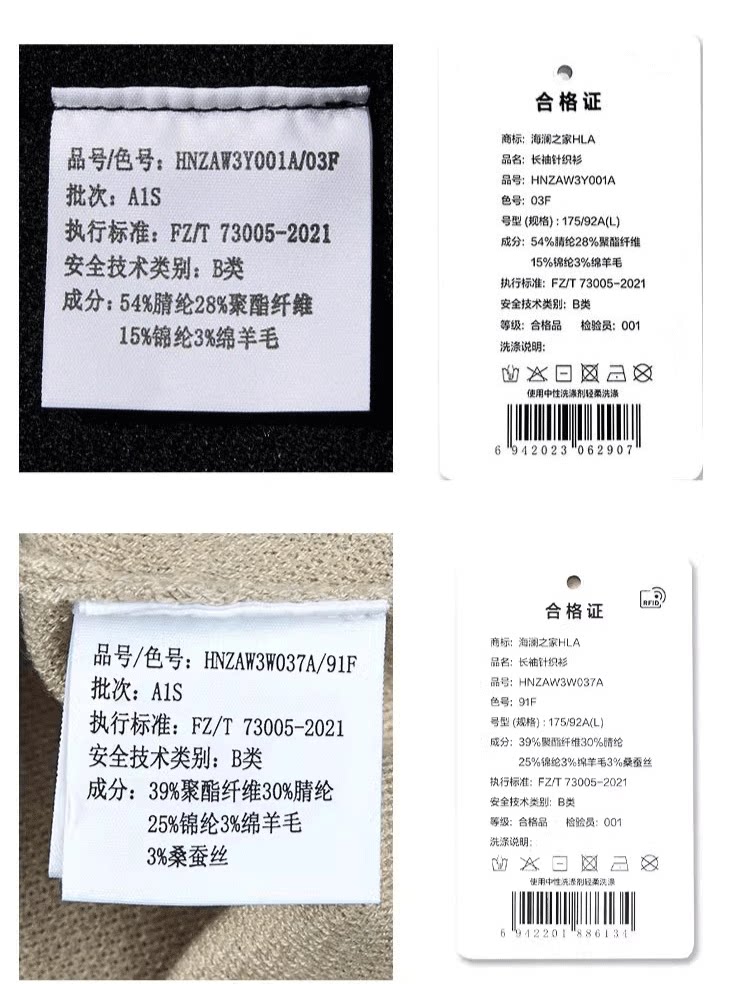 品号/色号: HNZAW3Y001A/03F
批次: A1S
执行标准: FZ/T 73005-2021
安全技术类别: B类
成分: 54%腈纶28%聚酯纤维
15%锦纶3%绵羊毛
合格证
商标: 海澜之家HLA
品名: 长袖针织衫
品号: HNZAW3Y001A
色号: 03F
号型 (规格) : 175/92A(L)
成分: 54%腈纶28%聚酯纤维
15%锦纶3%绵羊毛
执行标准: FZ/T 73005-2021
安全技术类别: B类
等级: 合格品 检验员: 001
洗涤说明:
使用中性洗涤剂轻柔洗涤
6 942023 062907
品号/色号: HNZAW3W037A/91F
批次: A1S
执行标准: FZ/T 73005-2021
安全技术类别: B类
成分: 39%聚酯纤维30%腈纶
25%锦纶3%绵羊毛
3%桑蚕丝
RFID
合格证
商标: 海澜之家HLA
品名: 长袖针织衫
品号: HNZAW3W037A
色号: 91F
号型 (规格) : 175/92A(L)
成分: 39%聚酯纤维30%腈纶
25%锦纶3%绵羊毛3%桑蚕丝
执行标准: FZ/T 73005-2021
安全技术类别: B类
等级: 合格品 检验员: 001
洗涤说明:
使用中性洗涤剂轻柔洗涤
6 942201 886134